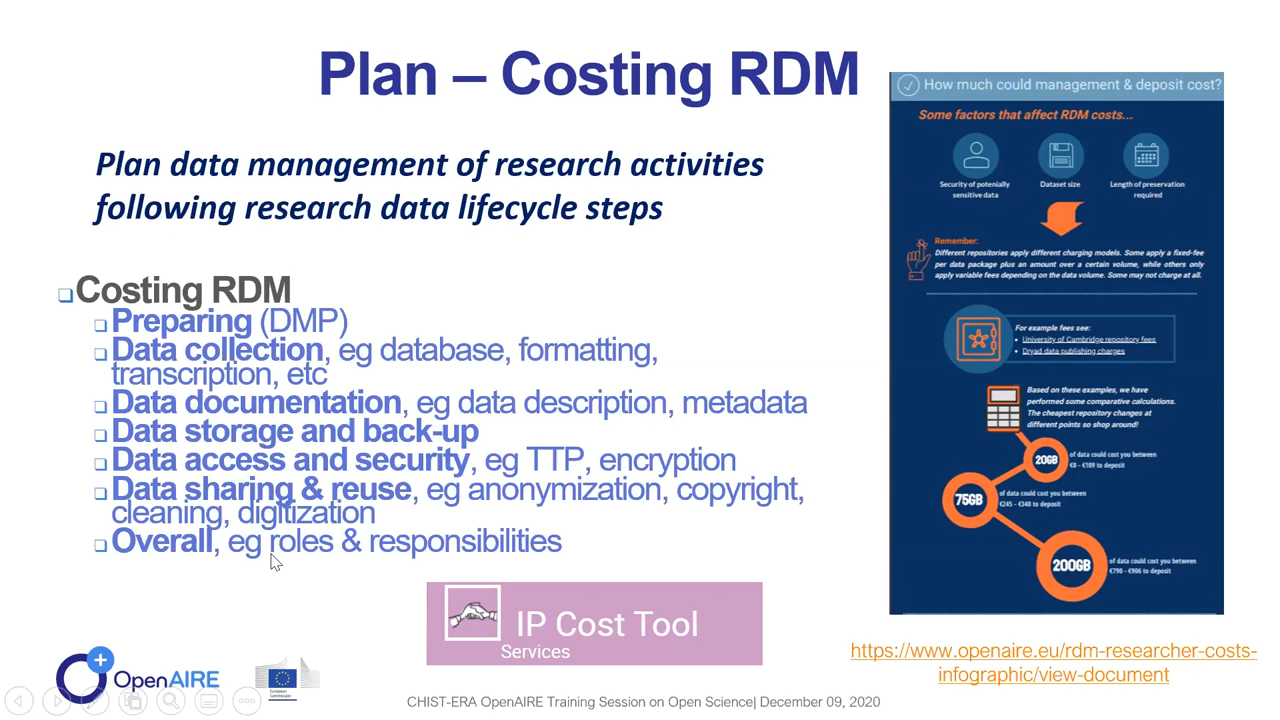 Plan – Costing RDM
Plan data management of research activities
following research data lifecycle steps
Costing RDM
Preparing (DMP)
Data collection, eg database, formatting,
transcription, etc
Data documentation, eg data description, metadata
Data storage and back-up
Data access and security, eg TTP, encryption
Data sharing & reuse, eg anonymization, copyright,
cleaning, digitization
Overall, eg roles & responsibilities
IP Cost Tool
Services
How much could management & deposit cost?
Some factors that affect RDM costs...
Security of potenially
sensitive data
Dataset size
Length of preservation
required
Remember:
Different repositories apply different charging models. Some apply a fixed-fee
per data package plus an amount over a certain volume, while others only
apply variable fees depending on the data volume. Some may not charge at all.
For example fees see:
University of Cambridge repository fees
Dryad data publishing charges
Based on these examples, we have
performed some comparative calculations.
The cheapest repository changes at
different points so shop around!
20GB
of data could cost you between
€0 - €109 to deposit
75GB
of data could cost you between
€245 - €340 to deposit
200GB
of data could cost you between
€790 - €906 to deposit
https://www.openaire.eu/rdm-researcher-costs-
infographic/view-document
OpenAIRE
European
Commission
CHIST-ERA OpenAIRE Training Session on Open Science| December 09, 2020